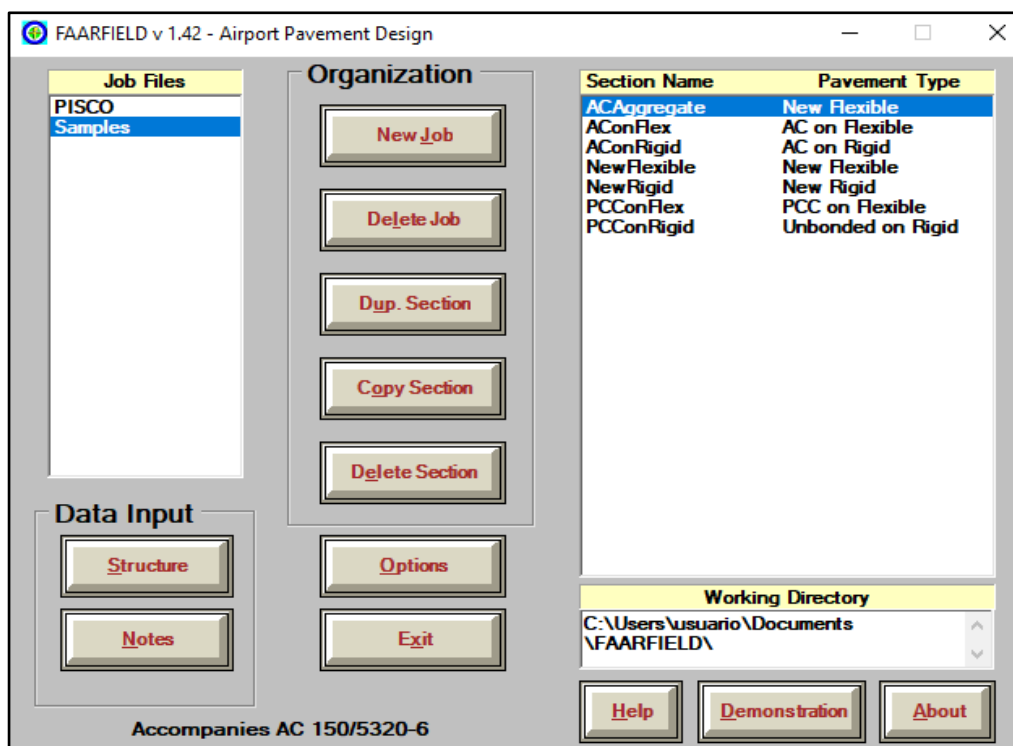 FAARFIELD v 1.42 - Airport Pavement Design
Job Files
PISCO
Samples
Organization
New Job
Delete Job
Dup. Section
Copy Section
Delete Section
Data Input
Structure
Notes
Options
Exit
Section Name Pavement Type
ACAggregate New Flexible
AConFlex AC on Flexible
AConRigid AC on Rigid
NewFlexible New Flexible
NewRigid New Rigid
PCConFlex PCC on Flexible
PCConRigid Unbonded on Rigid
Working Directory
C:\Users\usuario\Documents
\FAARFIELD\
Help
Demonstration
About
Accompanies AC 150/5320-6